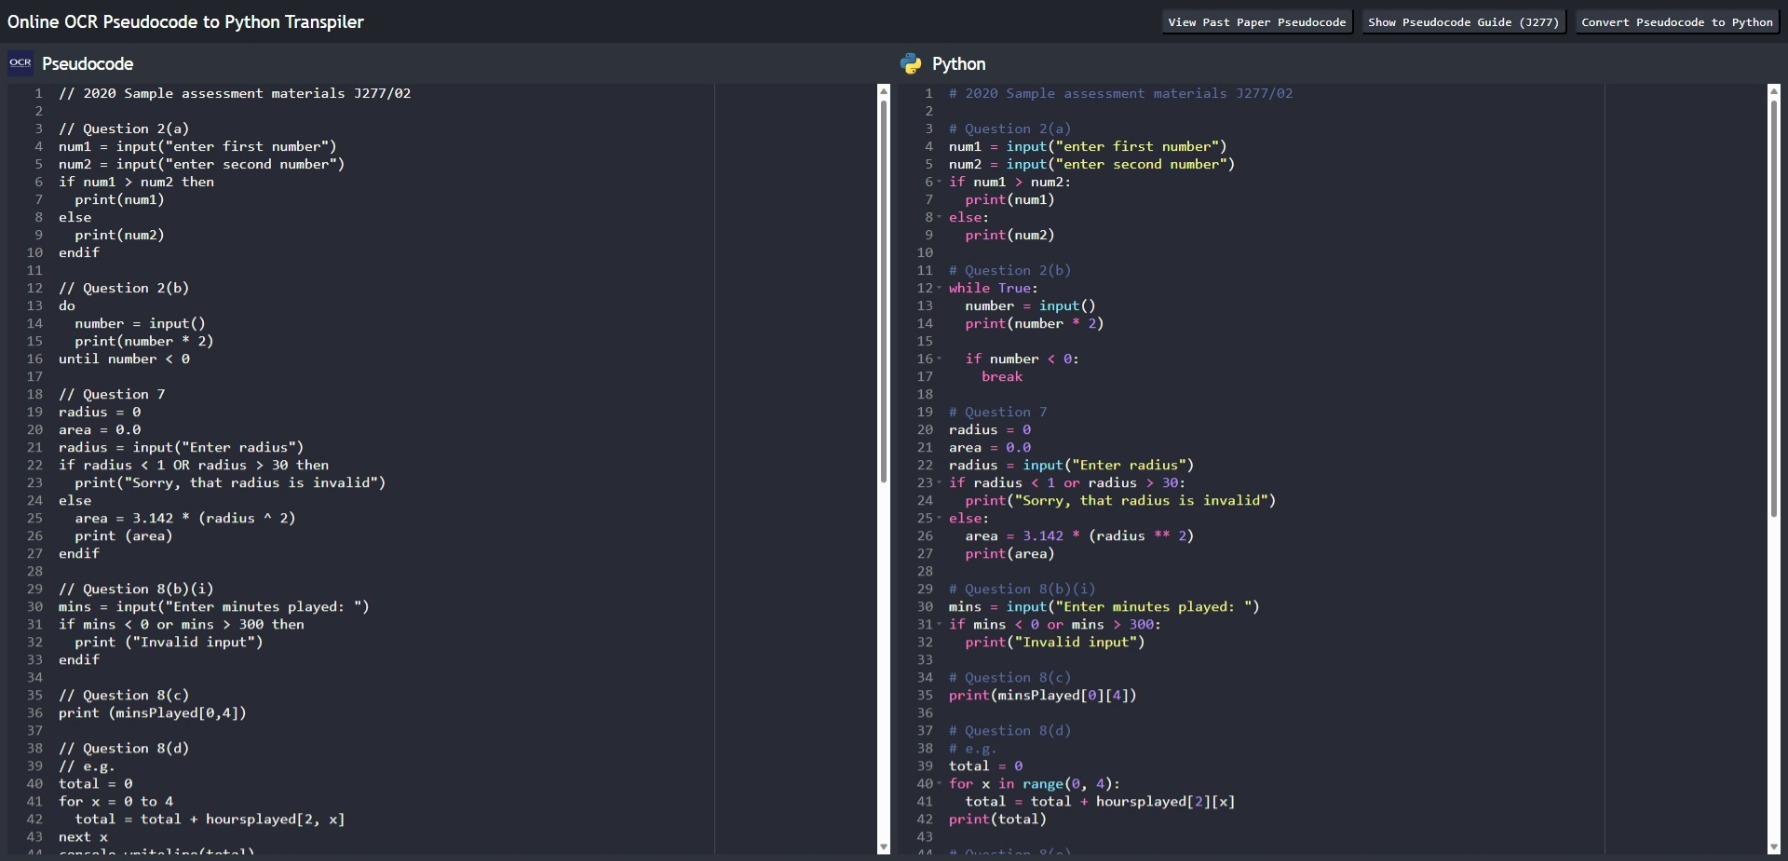 Online OCR Pseudocode to Python Transpiler
View Past Paper Pseudocode
Show Pseudocode Guide (J277)
Convert Pseudocode to Python
OCR Pseudocode
1 // 2020 Sample assessment materials J277/02
2
3 // Question 2(a)
4 num1 = input("enter first number")
5 num2 = input("enter second number")
6 if num1 > num2 then
7   print(num1)
8 else
9   print(num2)
10 endif
11
12 // Question 2(b)
13 do
14   number = input()
15   print(number * 2)
16 until number < 0
17
18 // Question 7
19 radius = 0
20 area = 0.0
21 radius = input("Enter radius")
22 if radius < 1 OR radius > 30 then
23   print("Sorry, that radius is invalid")
24 else
25   area = 3.142 * (radius ^ 2)
26   print (area)
27 endif
28
29 // Question 8(b)(i)
30 mins = input("Enter minutes played: ")
31 if mins < 0 or mins > 300 then
32   print ("Invalid input")
33 endif
34
35 // Question 8(c)
36 print (minsPlayed[0,4])
37
38 // Question 8(d)
39 // e.g.
40 total = 0
41 for x = 0 to 4
42   total = total + hoursplayed[2, x]
43 next x
44 console.writeline(total)
Python
1 # 2020 Sample assessment materials J277/02
2
3 # Question 2(a)
4 num1 = input("enter first number")
5 num2 = input("enter second number")
6 if num1 > num2:
7   print(num1)
8 else:
9   print(num2)
10
11 # Question 2(b)
12 while True:
13   number = input()
14   print(number * 2)
15
16   if number < 0:
17     break
18
19 # Question 7
20 radius = 0
21 area = 0.0
22 radius = input("Enter radius")
23 if radius < 1 or radius > 30:
24   print("Sorry, that radius is invalid")
25 else:
26   area = 3.142 * (radius ** 2)
27   print(area)
28
29 # Question 8(b)(i)
30 mins = input("Enter minutes played: ")
31 if mins < 0 or mins > 300:
32   print("Invalid input")
33
34 # Question 8(c)
35 print(minsPlayed[0][4])
36
37 # Question 8(d)
38 # e.g.
39 total = 0
40 for x in range(0, 4):
41   total = total + hoursplayed[2][x]
42 print(total)
43
44 # Question 8(e)